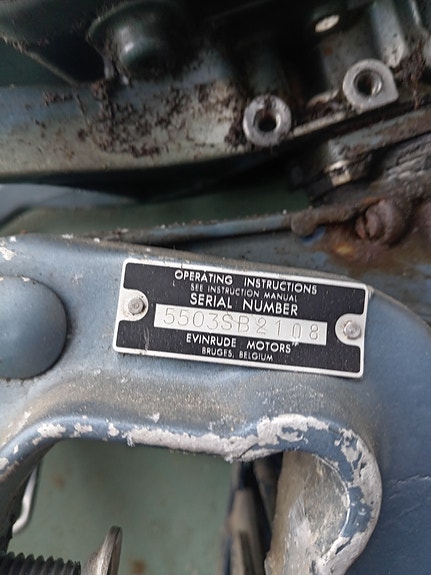 OPERATING INSTRUCTIONS
SEE INSTRUCTION MANUAL
SERIAL NUMBER
5503SB2108
EVINRUDE MOTORS
BRUGES, BELGIUM